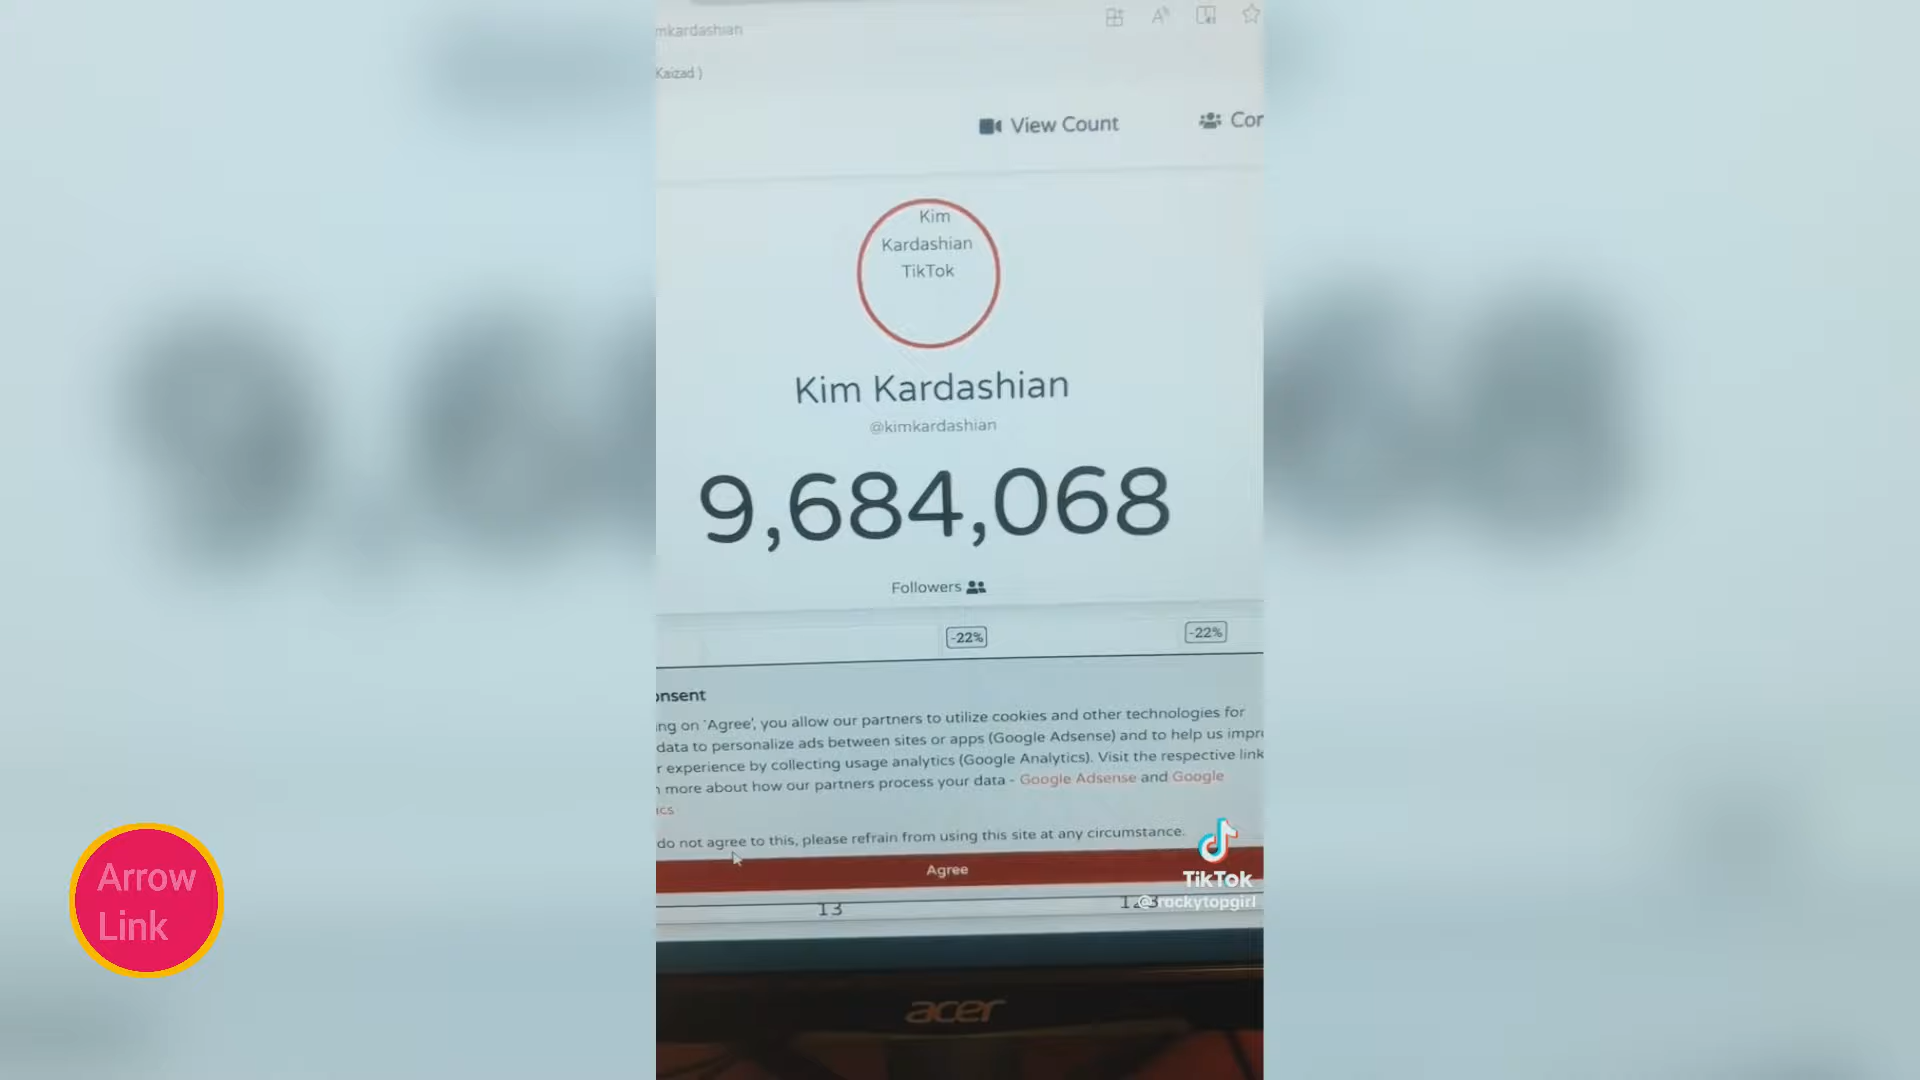 mkardashian
Kaizad )
View Count
Cor
Kim
Kardashian
TikTok
Kim Kardashian
@kimkardashian
9,684,068
Followers
-22%
-22%
onsent
ing on `Agree', you allow our partners to utilize cookies and other technologies for
data to personalize ads between sites or apps (Google Adsense) and to help us impr
r experience by collecting usage analytics (Google Analytics). Visit the respective link
n more about how our partners process your data - Google Adsense and Google
ics
do not agree to this, please refrain from using this site at any circumstance.
Agree
13
123
TikTok
@rockytopgirl
acer
Arrow
Link